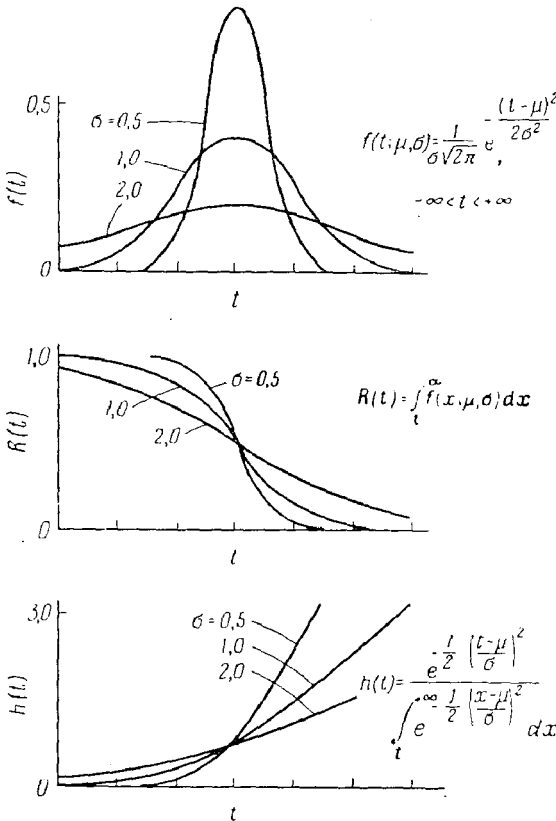 0,5
σ=0,5
1,0
2,0
f(t)
0
t
f(t;μ,σ)=1/(σ√2π) e^-(t-μ)²/2σ²,
-∞<t<+∞
1,0
σ=0,5
1,0
2,0
R(t)
0
t
R(t)=∫ₜ^∞ f(x,μ,σ)dx
3,0
σ=0,5
1,0
2,0
h(t)
0
t
h(t)= e^-1/2 ((t-μ)/σ)² / ∫ₜ^∞ e^-1/2 ((x-μ)/σ)² dx